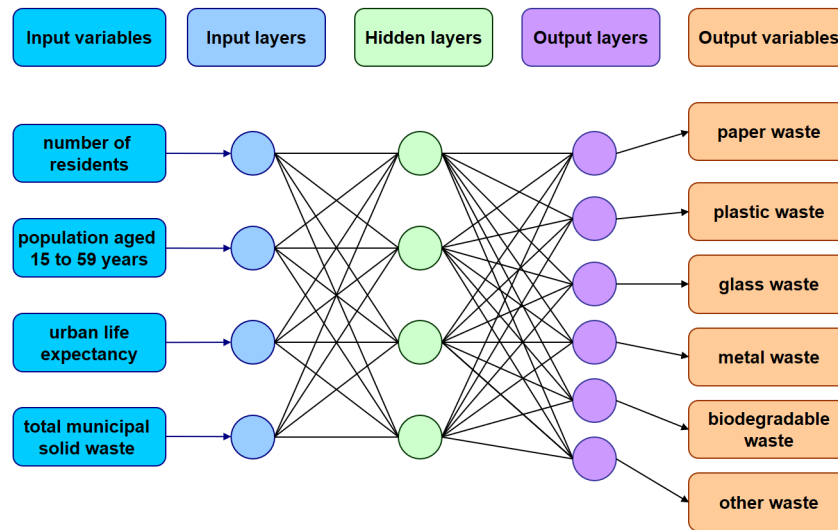 Input variables
Input layers
Hidden layers
Output layers
Output variables
number of
residents
population aged
15 to 59 years
urban life
expectancy
total municipal
solid waste
paper waste
plastic waste
glass waste
metal waste
biodegradable
waste
other waste